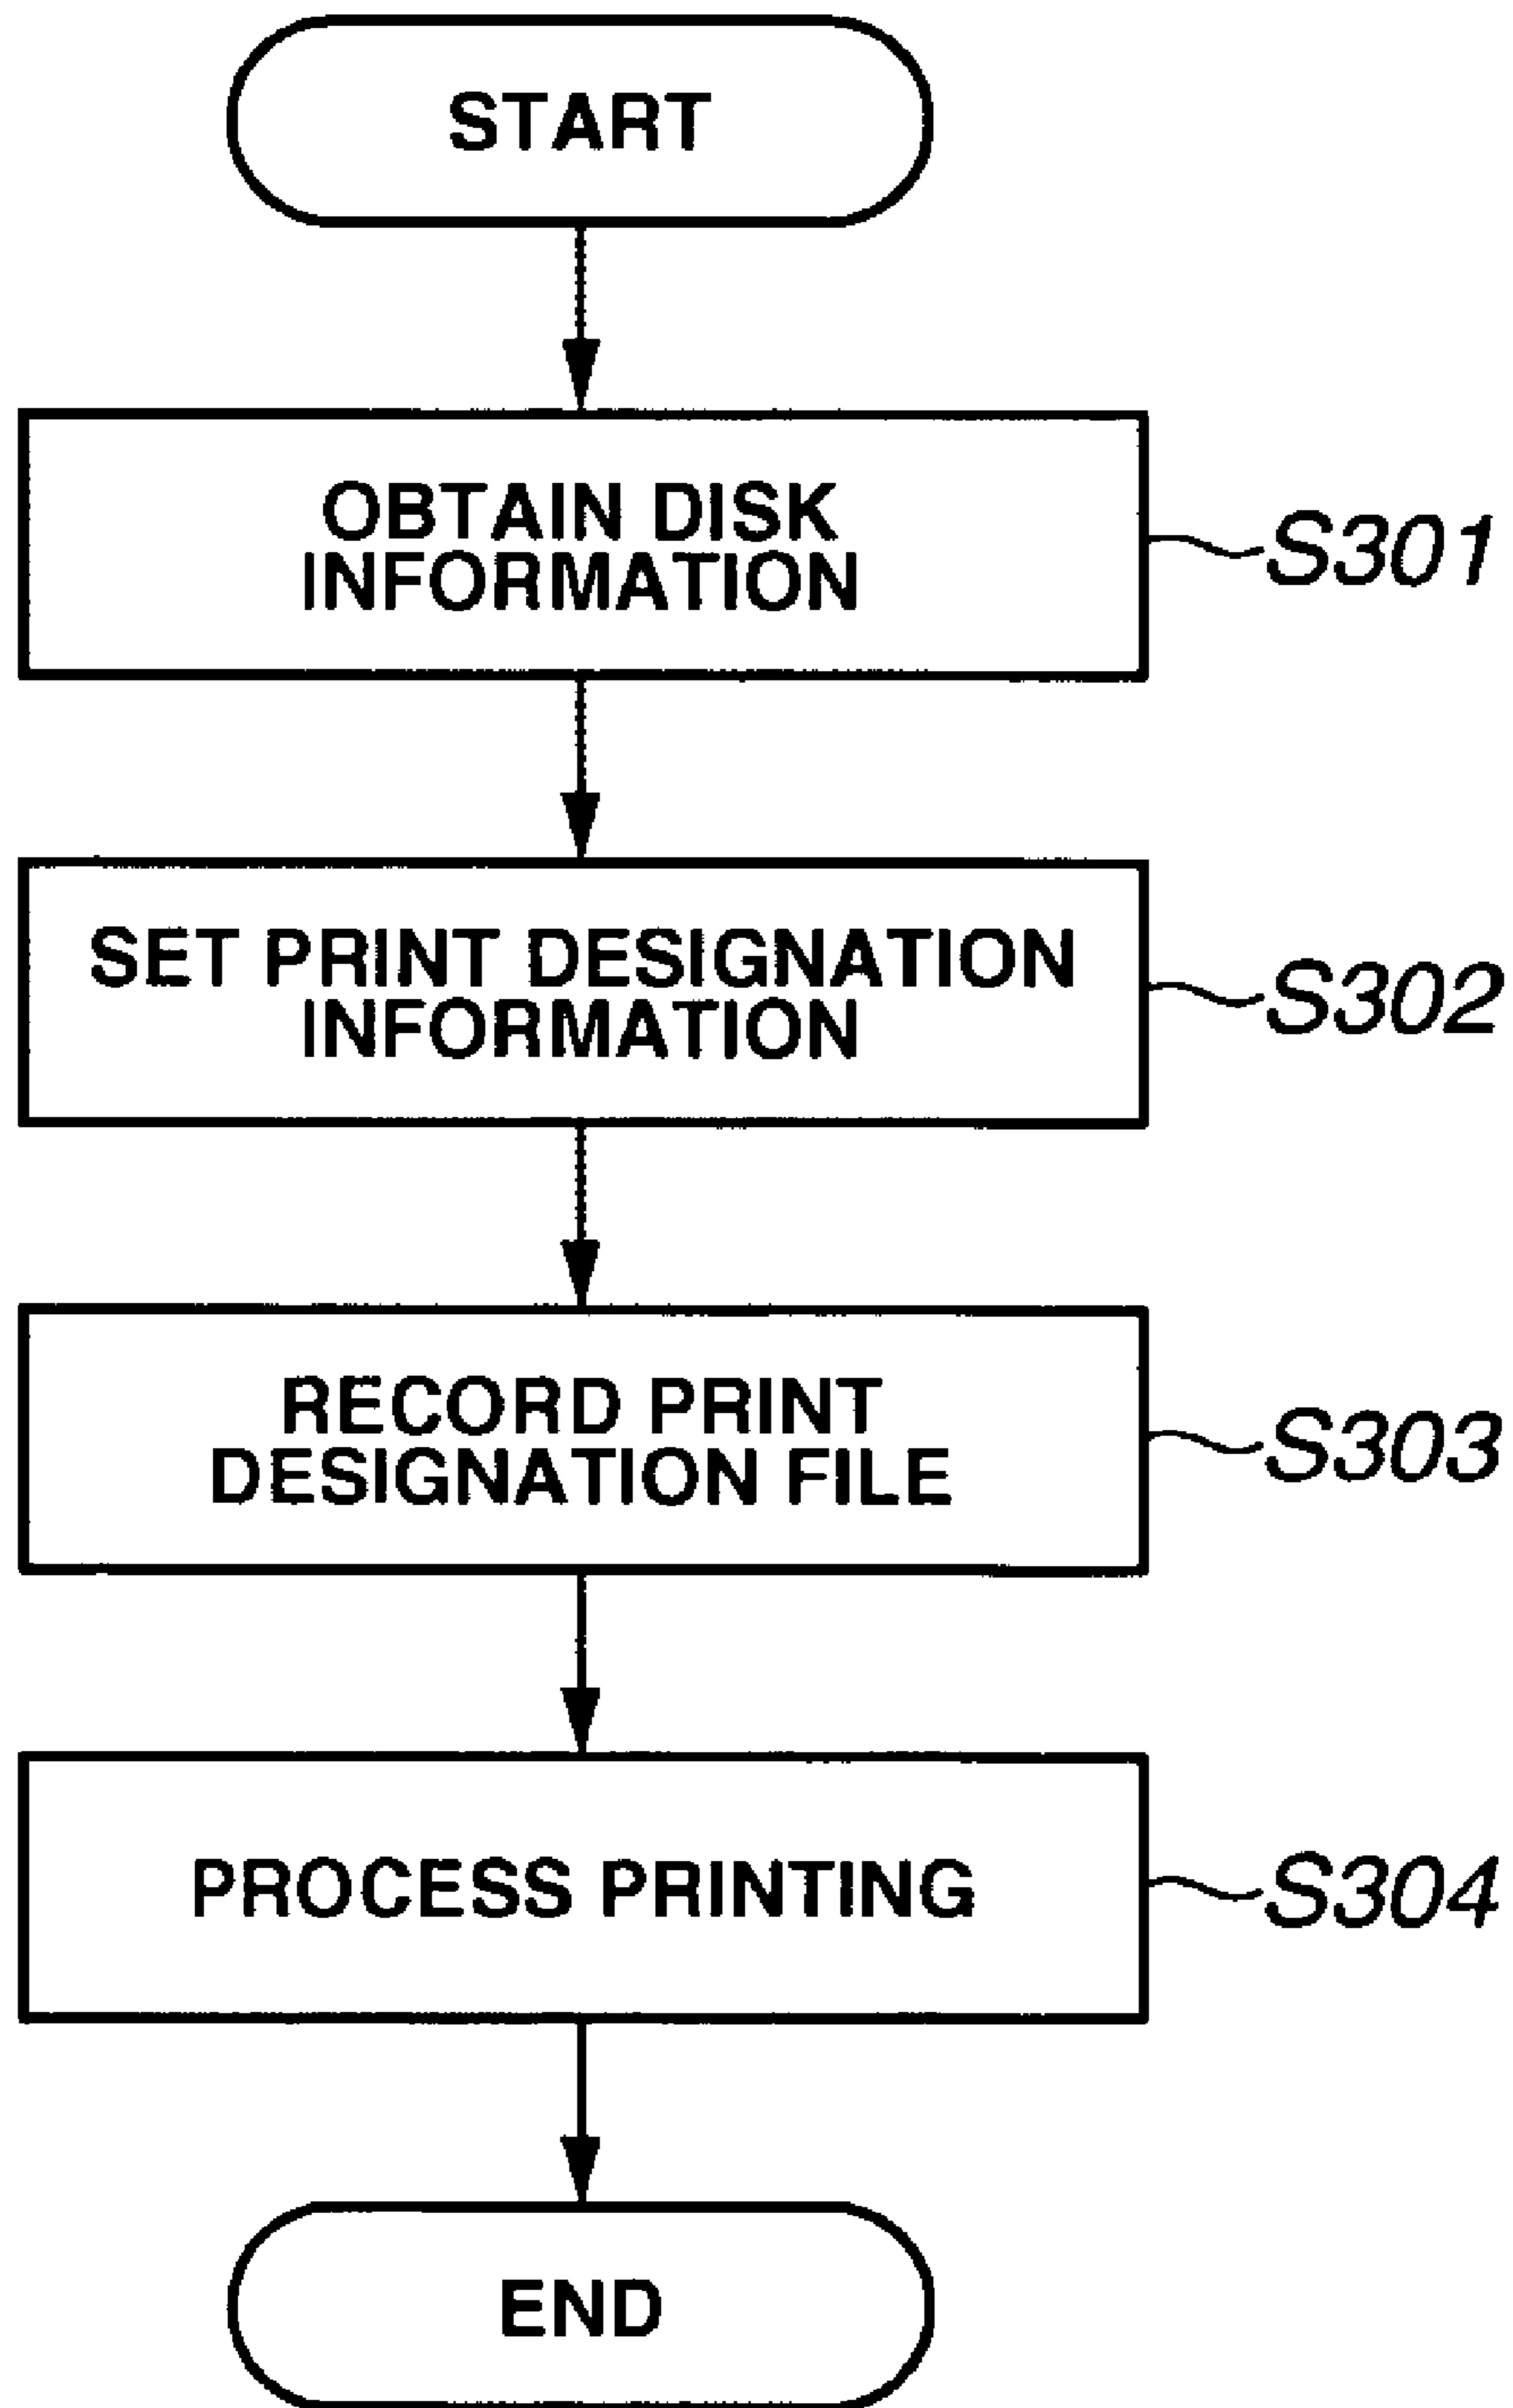 START
OBTAIN DISK
INFORMATION
S301
SET PRINT DESIGNATION
INFORMATION
S302
RECORD PRINT
DESIGNATION FILE
S303
PROCESS PRINTING
S304
END